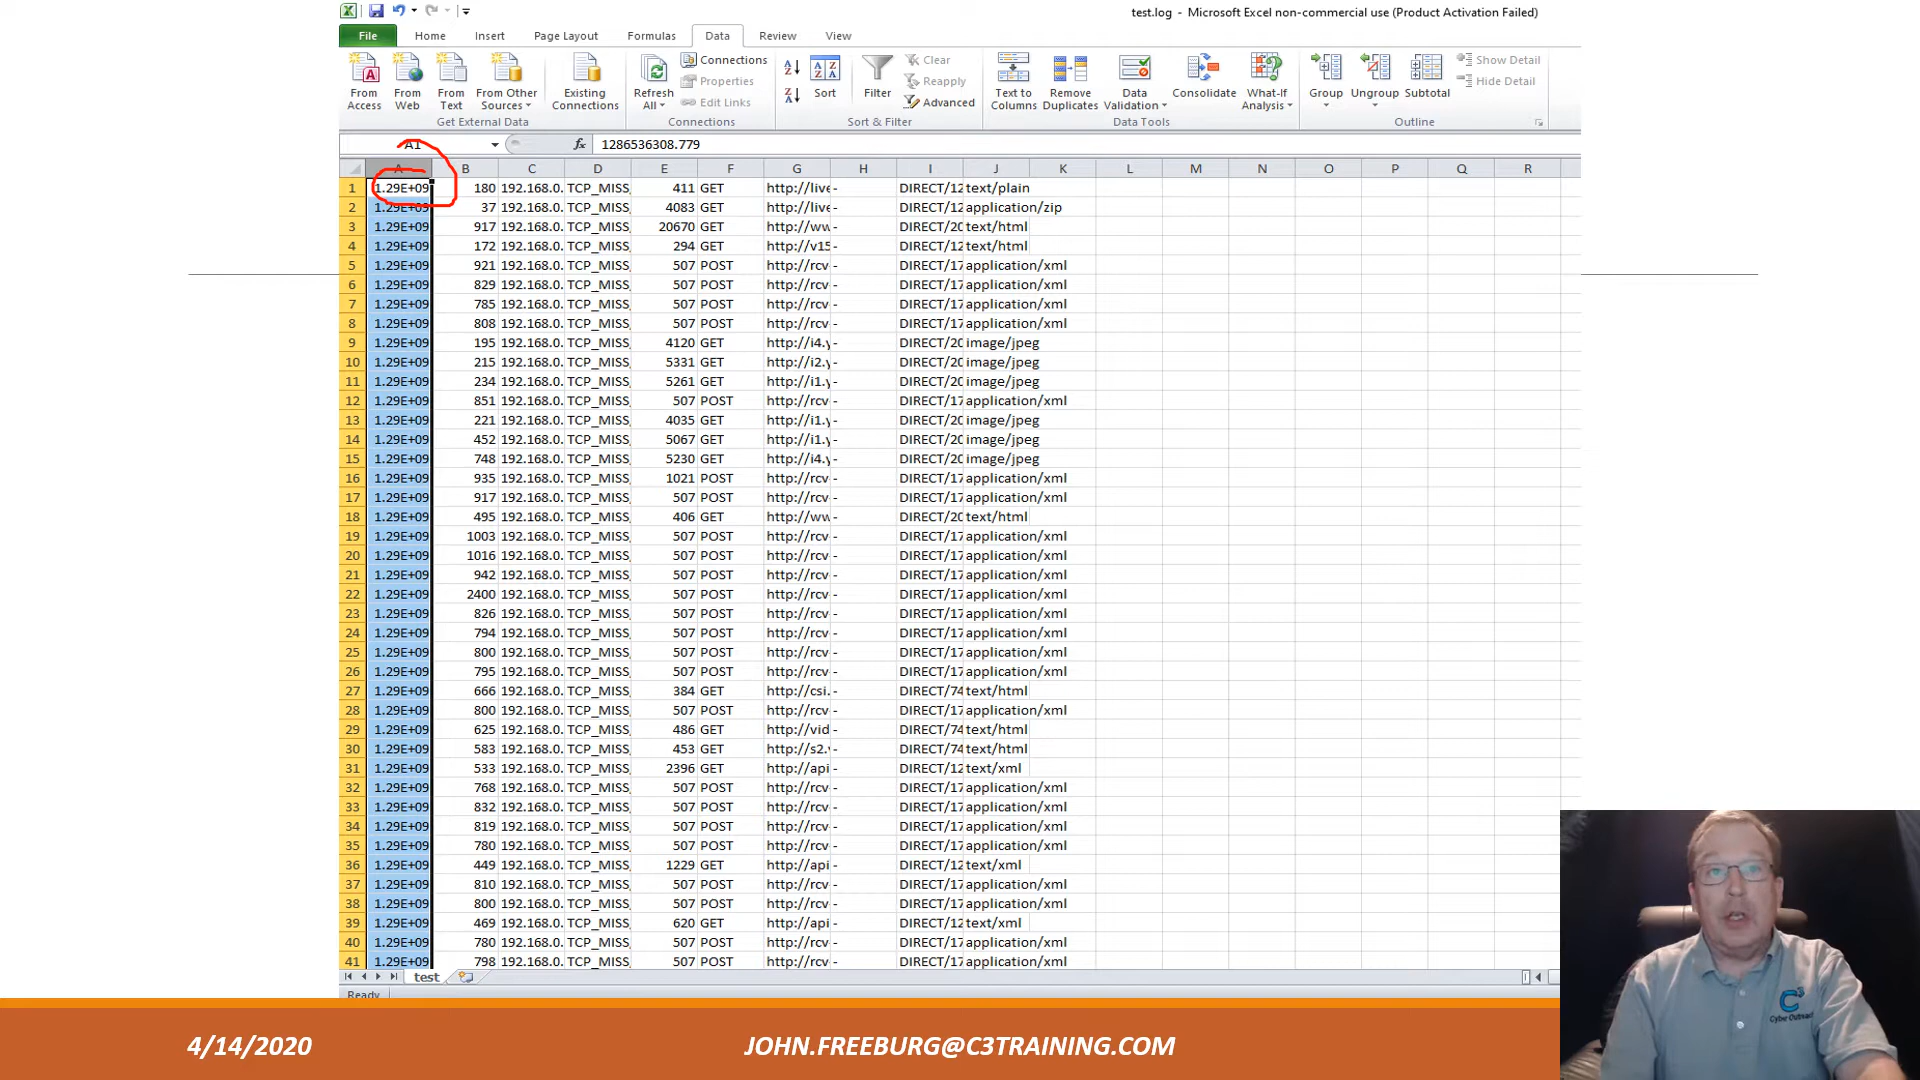 test.log - Microsoft Excel non-commercial use (Product Activation Failed)
File Home Insert Page Layout Formulas Data Review View
From Access From Web From Text From Other Sources Existing Connections Refresh All Connections Properties Edit Links Sort Filter Clear Reapply Advanced Text to Columns Remove Duplicates Data Validation Consolidate What-If Analysis Group Ungroup Subtotal Show Detail Hide Detail
Get External Data Connections Sort & Filter Data Tools Outline
A1 fx 1286536308.779
A B C D E F G H I J K L M N O P Q R
1 1.29E+09 180 192.168.0. TCP_MISS, 411 GET http://live - DIRECT/12 text/plain
2 1.29E+09 37 192.168.0. TCP_MISS, 4083 GET http://live - DIRECT/12 application/zip
3 1.29E+09 917 192.168.0. TCP_MISS, 20670 GET http://ww - DIRECT/20 text/html
4 1.29E+09 172 192.168.0. TCP_MISS, 294 GET http://v15 - DIRECT/12 text/html
5 1.29E+09 921 192.168.0. TCP_MISS, 507 POST http://rcv - DIRECT/17 application/xml
6 1.29E+09 829 192.168.0. TCP_MISS, 507 POST http://rcv - DIRECT/17 application/xml
7 1.29E+09 785 192.168.0. TCP_MISS, 507 POST http://rcv - DIRECT/17 application/xml
8 1.29E+09 808 192.168.0. TCP_MISS, 507 POST http://rcv - DIRECT/17 application/xml
9 1.29E+09 195 192.168.0. TCP_MISS, 4120 GET http://i4.y - DIRECT/20 image/jpeg
10 1.29E+09 215 192.168.0. TCP_MISS, 5331 GET http://i2.y - DIRECT/20 image/jpeg
11 1.29E+09 234 192.168.0. TCP_MISS, 5261 GET http://i1.y - DIRECT/20 image/jpeg
12 1.29E+09 851 192.168.0. TCP_MISS, 507 POST http://rcv - DIRECT/17 application/xml
13 1.29E+09 221 192.168.0. TCP_MISS, 4035 GET http://i1.y - DIRECT/20 image/jpeg
14 1.29E+09 452 192.168.0. TCP_MISS, 5067 GET http://i1.y - DIRECT/20 image/jpeg
15 1.29E+09 748 192.168.0. TCP_MISS, 5230 GET http://i4.y - DIRECT/20 image/jpeg
16 1.29E+09 935 192.168.0. TCP_MISS, 1021 POST http://rcv - DIRECT/17 application/xml
17 1.29E+09 917 192.168.0. TCP_MISS, 507 POST http://rcv - DIRECT/17 application/xml
18 1.29E+09 495 192.168.0. TCP_MISS, 406 GET http://ww - DIRECT/20 text/html
19 1.29E+09 1003 192.168.0. TCP_MISS, 507 POST http://rcv - DIRECT/17 application/xml
20 1.29E+09 1016 192.168.0. TCP_MISS, 507 POST http://rcv - DIRECT/17 application/xml
21 1.29E+09 942 192.168.0. TCP_MISS, 507 POST http://rcv - DIRECT/17 application/xml
22 1.29E+09 2400 192.168.0. TCP_MISS, 507 POST http://rcv - DIRECT/17 application/xml
23 1.29E+09 826 192.168.0. TCP_MISS, 507 POST http://rcv - DIRECT/17 application/xml
24 1.29E+09 794 192.168.0. TCP_MISS, 507 POST http://rcv - DIRECT/17 application/xml
25 1.29E+09 800 192.168.0. TCP_MISS, 507 POST http://rcv - DIRECT/17 application/xml
26 1.29E+09 795 192.168.0. TCP_MISS, 507 POST http://rcv - DIRECT/17 application/xml
27 1.29E+09 666 192.168.0. TCP_MISS, 384 GET http://csi. - DIRECT/74 text/html
28 1.29E+09 800 192.168.0. TCP_MISS, 507 POST http://rcv - DIRECT/17 application/xml
29 1.29E+09 625 192.168.0. TCP_MISS, 486 GET http://vid - DIRECT/74 text/html
30 1.29E+09 583 192.168.0. TCP_MISS, 453 GET http://s2.y - DIRECT/74 text/html
31 1.29E+09 533 192.168.0. TCP_MISS, 2396 GET http://api - DIRECT/12 text/xml
32 1.29E+09 768 192.168.0. TCP_MISS, 507 POST http://rcv - DIRECT/17 application/xml
33 1.29E+09 832 192.168.0. TCP_MISS, 507 POST http://rcv - DIRECT/17 application/xml
34 1.29E+09 819 192.168.0. TCP_MISS, 507 POST http://rcv - DIRECT/17 application/xml
35 1.29E+09 780 192.168.0. TCP_MISS, 507 POST http://rcv - DIRECT/17 application/xml
36 1.29E+09 449 192.168.0. TCP_MISS, 1229 GET http://api - DIRECT/12 text/xml
37 1.29E+09 810 192.168.0. TCP_MISS, 507 POST http://rcv - DIRECT/17 application/xml
38 1.29E+09 800 192.168.0. TCP_MISS, 507 POST http://rcv - DIRECT/17 application/xml
39 1.29E+09 469 192.168.0. TCP_MISS, 620 GET http://api - DIRECT/12 text/xml
40 1.29E+09 780 192.168.0. TCP_MISS, 507 POST http://rcv - DIRECT/17 application/xml
41 1.29E+09 798 192.168.0. TCP_MISS, 507 POST http://rcv - DIRECT/17 application/xml
test
Ready
Cyber Outreach
4/14/2020 JOHN.FREEBURG@C3TRAINING.COM